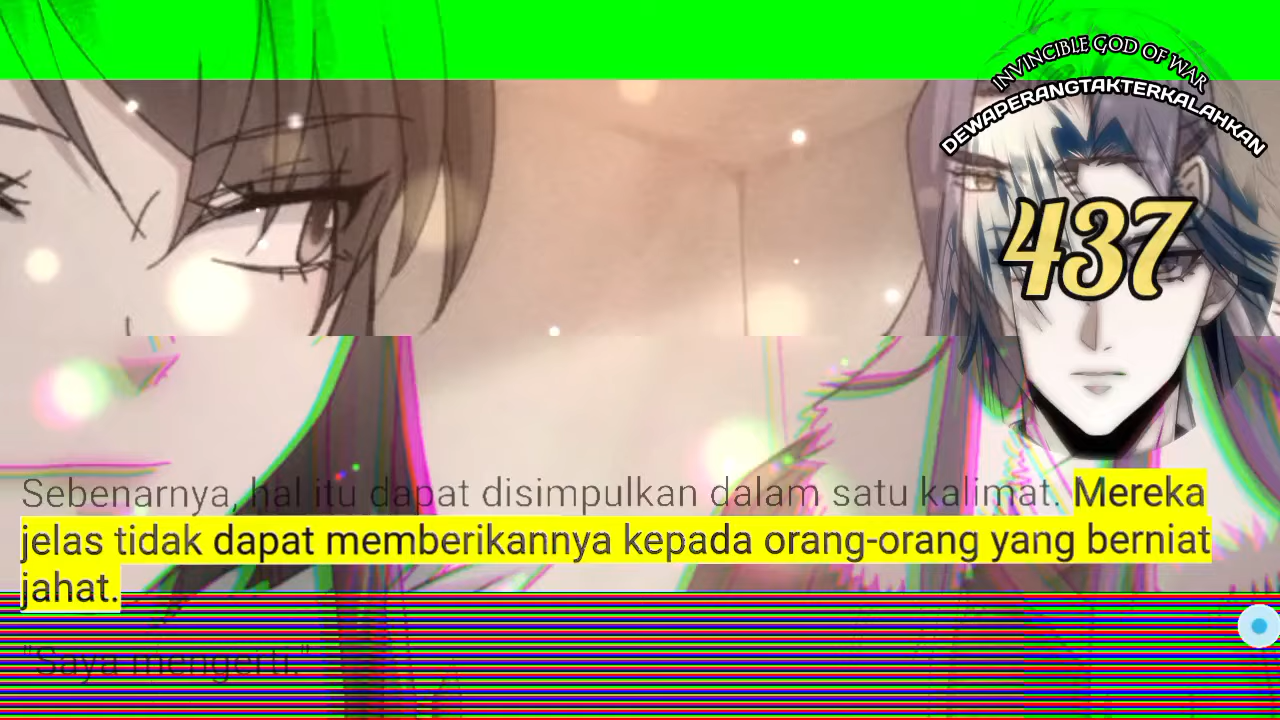 INVINCIBLE GOD OF WAR
DEWAPERANGTAKTERKALAHKAN
437
Sebenarnya, hal itu dapat disimpulkan dalam satu kalimat. Mereka
jelas tidak dapat memberikannya kepada orang-orang yang berniat
jahat.
"Saya mengerti."